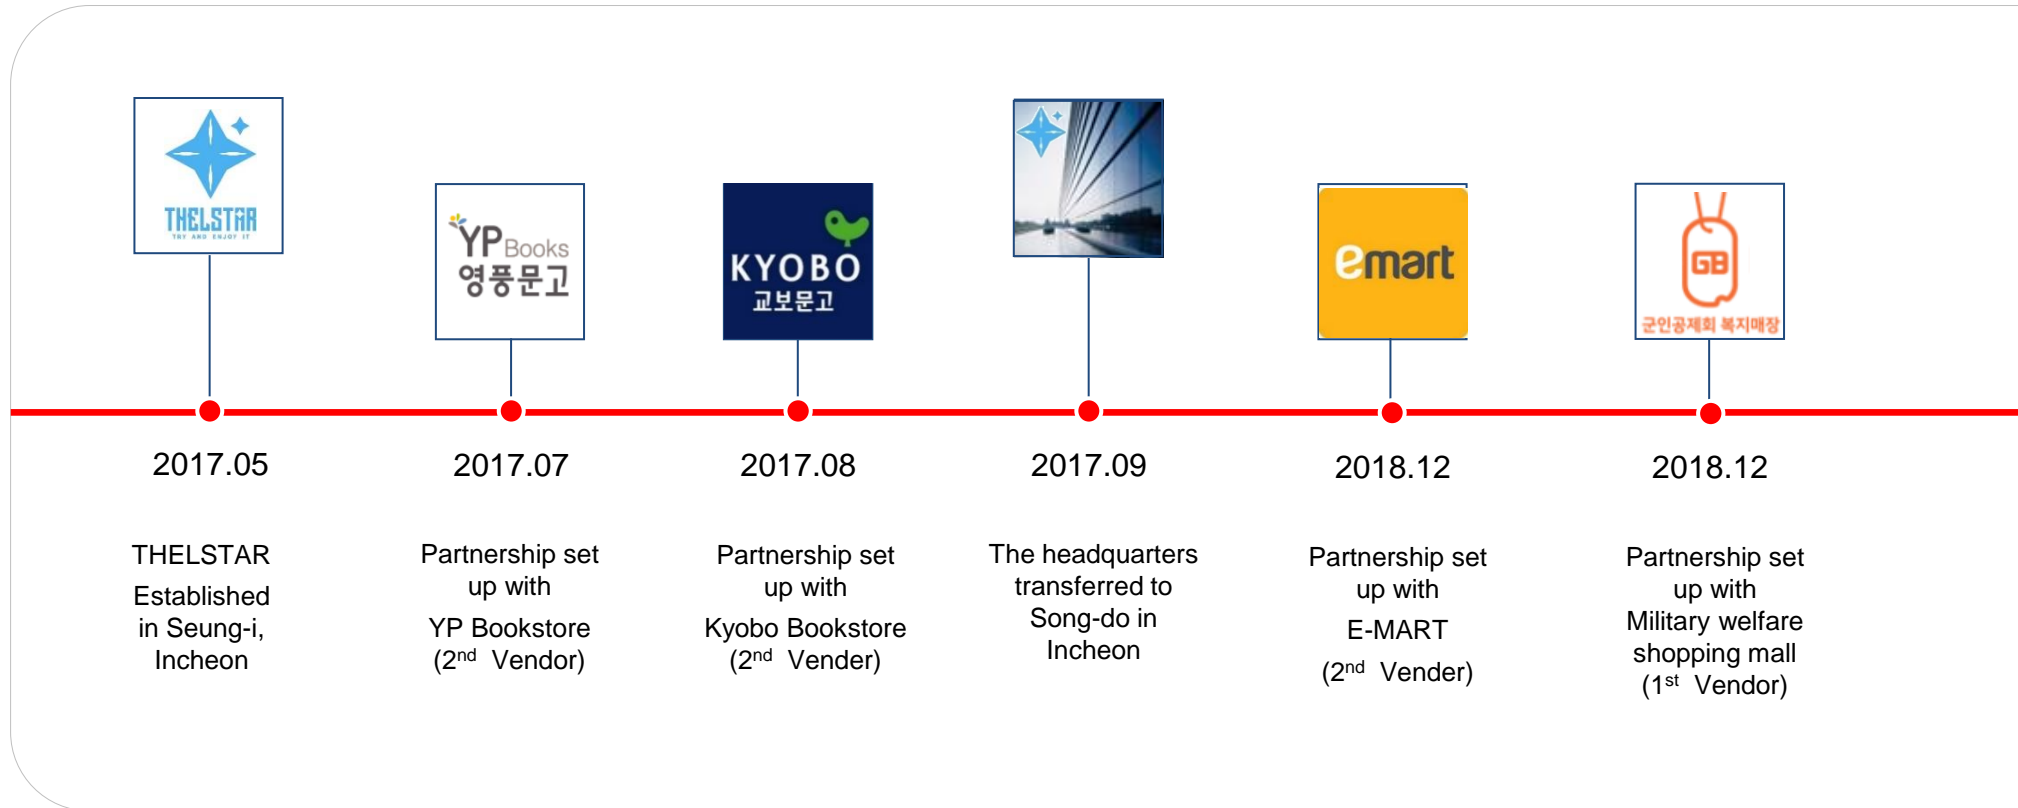 THELSTAR
TRY AND ENJOY IT
YP Books
영풍문고
KYOBO
교보문고
emart
GB
군인공제회 복지매장
2017.05
2017.07
2017.08
2017.09
2018.12
2018.12
THELSTAR
Established
in Seung-i,
Incheon
Partnership set
up with
YP Bookstore
(2nd Vendor)
Partnership set
up with
Kyobo Bookstore
(2nd Vender)
The headquarters
transferred to
Song-do in
Incheon
Partnership set
up with
E-MART
(2nd Vender)
Partnership set
up with
Military welfare
shopping mall
(1st Vendor)